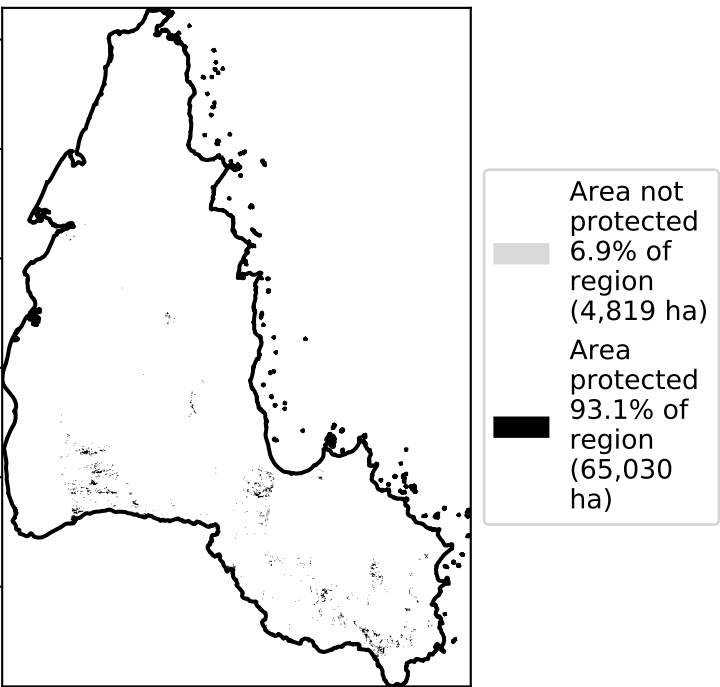 Area not
protected
6.9% of
region
(4,819 ha)
Area
protected
93.1% of
region
(65,030
ha)